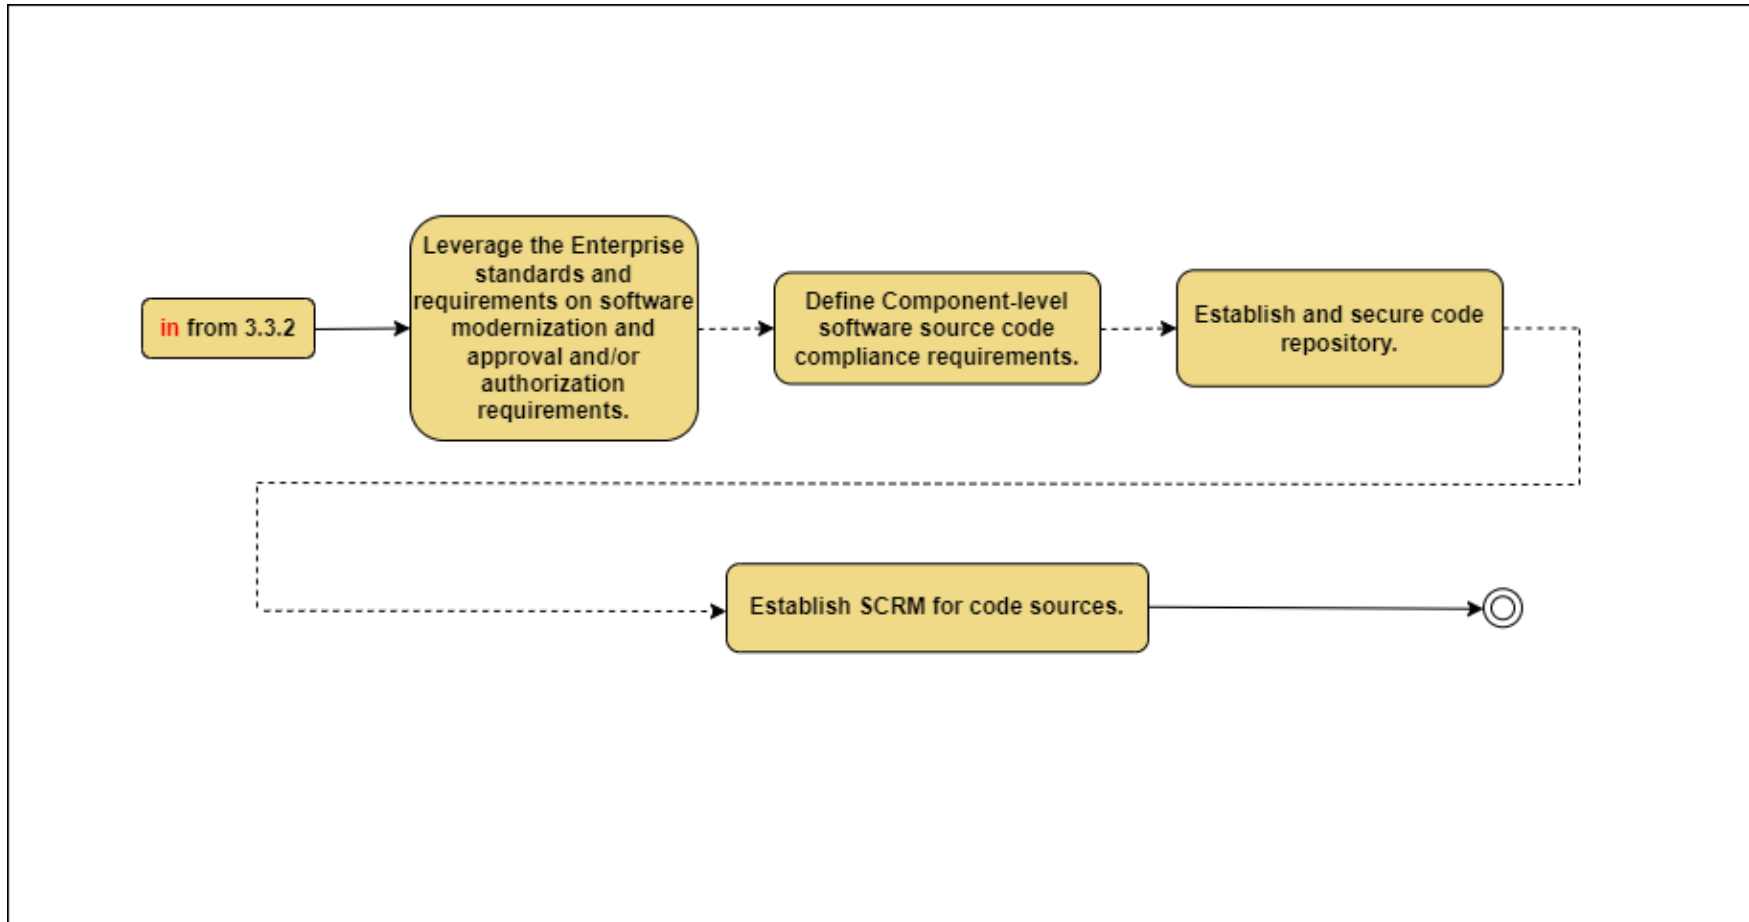 in from 3.3.2
Leverage the Enterprise
standards and
requirements on software
modernization and
approval and/or
authorization
requirements.
Define Component-level
software source code
compliance requirements.
Establish and secure code
repository.
Establish SCRM for code sources.